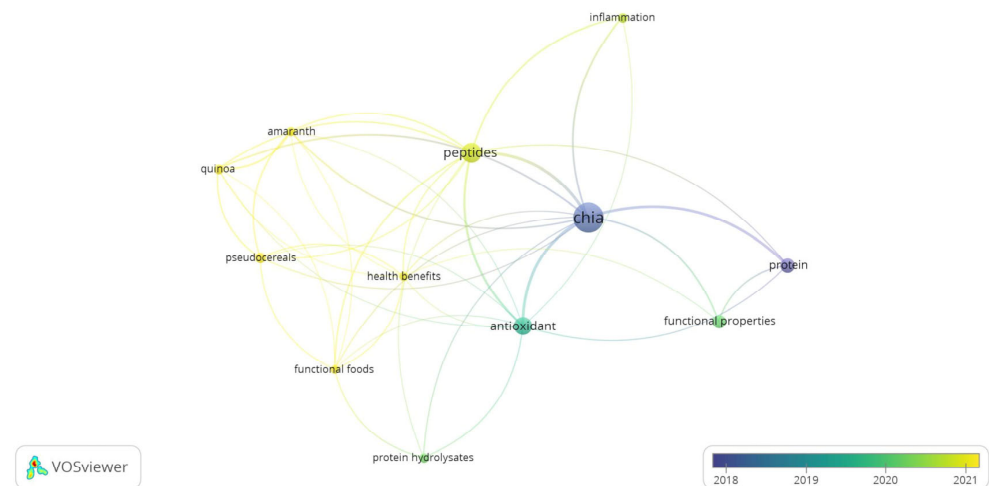 inflammation
amaranth
peptides
quinoa
chia
pseudocereals
health benefits
protein
antioxidant
functional properties
functional foods
protein hydrolysates
VOSviewer
2018 2019 2020 2021